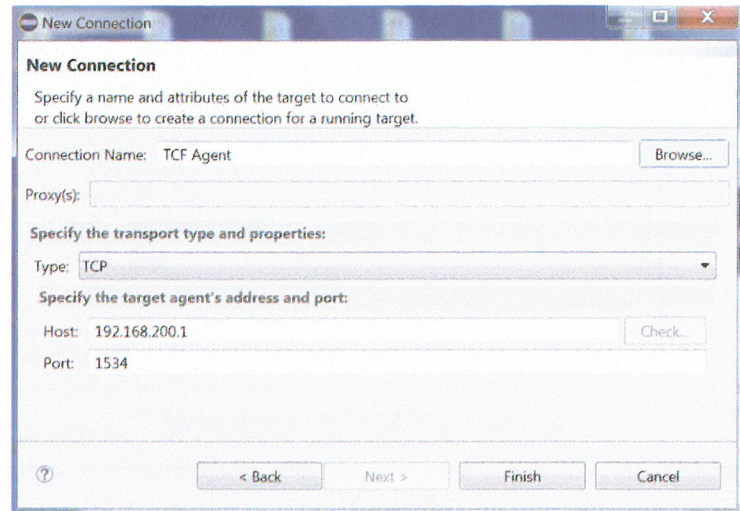 New Connection
New Connection
Specify a name and attributes of the target to connect to
or click browse to create a connection for a running target.
Connection Name: TCF Agent Browse...
Proxy(s):
Specify the transport type and properties:
Type: TCP
Specify the target agent's address and port:
Host: 192.168.200.1 Check...
Port: 1534
? < Back Next > Finish Cancel